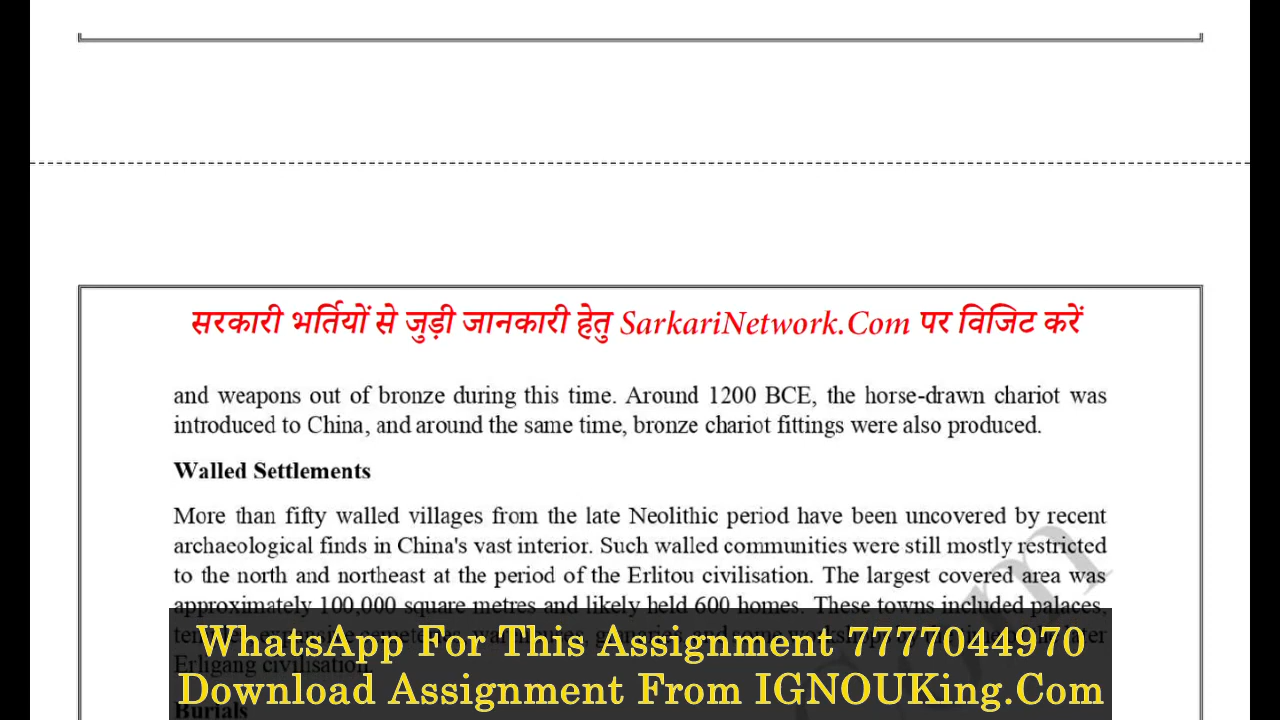 सरकारी भर्तियों से जुड़ी जानकारी हेतु SarkariNetwork.Com पर विजिट करें
and weapons out of bronze during this time. Around 1200 BCE, the horse-drawn chariot was
introduced to China, and around the same time, bronze chariot fittings were also produced.
Walled Settlements
More than fifty walled villages from the late Neolithic period have been uncovered by recent
archaeological finds in China's vast interior. Such walled communities were still mostly restricted
to the north and northeast at the period of the Erlitou civilisation. The largest covered area was
approximately 100,000 square metres and likely held 600 homes. These towns included palaces,
WhatsApp For This Assignment 7777044970
Erligang civilisation.
Download Assignment From IGNOUKing.Com
Burials